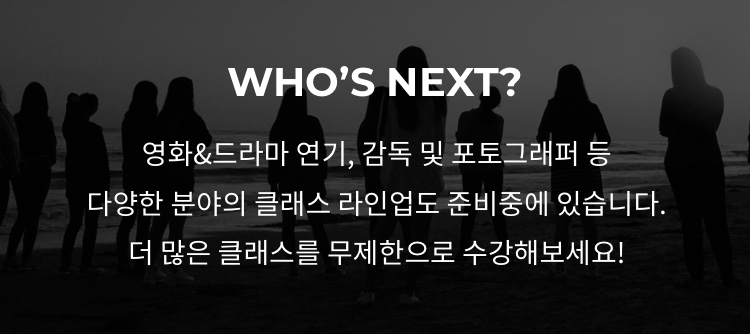 WHO’S NEXT?
영화&드라마 연기, 감독 및 포토그래퍼 등
다양한 분야의 클래스 라인업도 준비중에 있습니다.
더 많은 클래스를 무제한으로 수강해보세요!